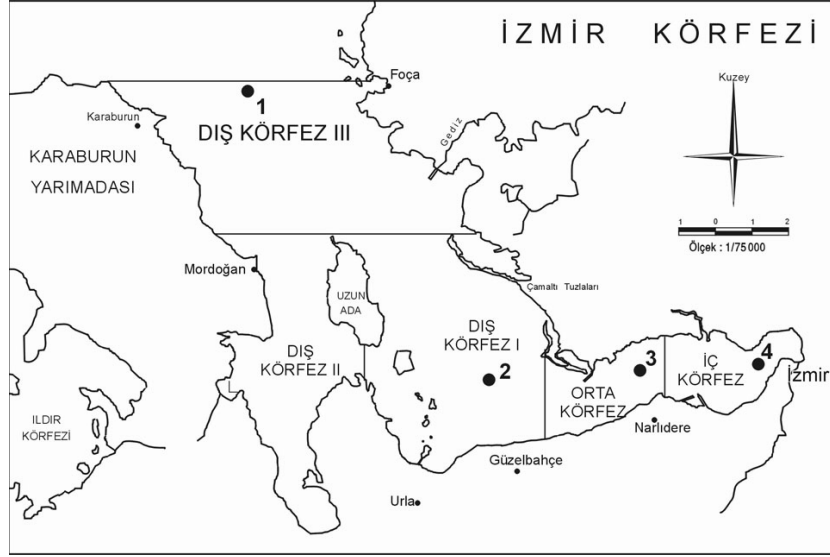 İZMİR KÖRFEZİ
Kuzey
Foça
1
Karaburun
DIŞ KÖRFEZ III
Gediz
KARABURUN
YARIMADASI
1 0 1 2
Ölçek : 1/75 000
Mordoğan
UZUN
ADA
Çamaltı Tuzlaları
DIŞ
KÖRFEZ I
DIŞ
KÖRFEZ II
2
3
İÇ
KÖRFEZ
4
İzmir
ORTA
KÖRFEZ
ILDIR
KÖRFEZİ
Narlıdere
Güzelbahçe
Urla